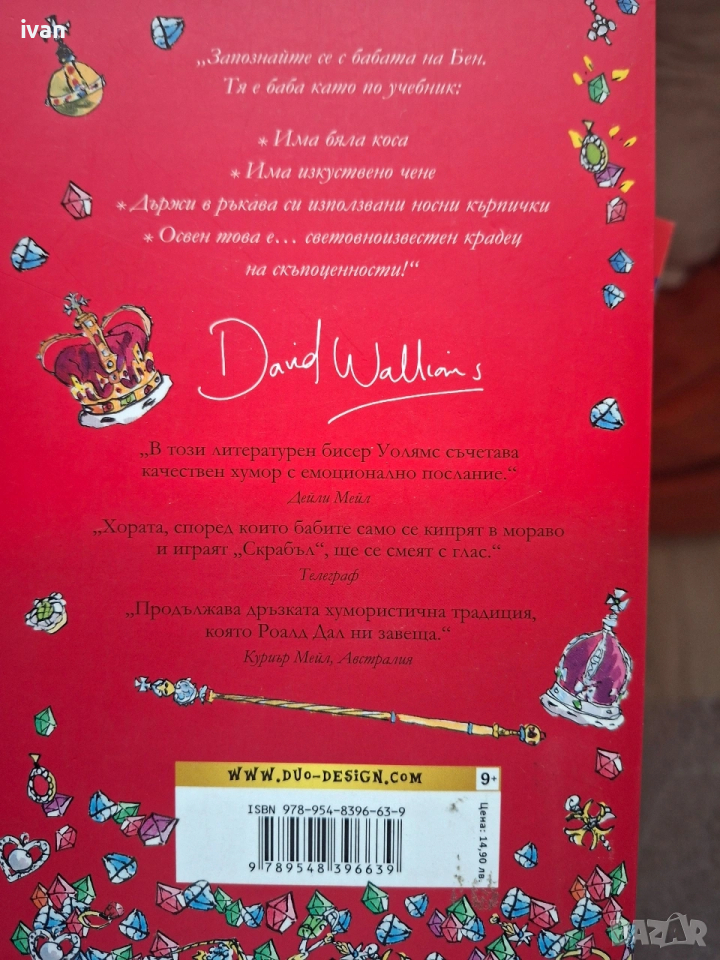 ivan
„Запознайте се с бабата на Бен.
Тя е баба като по учебник:
* Има бяла коса
* Има изкуствено чене
* Държи в ръкава си използвани носни кърпички
* Освен това е... световноизвестен крадец
на скъпоценности!“
David Walliams
„В този литературен бисер Уолямс съчетава
качествен хумор с емоционално послание.“
Дейли Мейл
„Хората, според които бабите само се кипрят в мораво
и играят „Скрабъл“, ще се смеят с глас.“
Телеграф
„Продължава дръзката хумористична традиция,
която Роалд Дал ни завеща.“
Куриър Мейл, Австралия
WWW.DUO-DESIGN.COM
9+
ISBN 978-954-8396-63-9
9 789548 396639
Цена: 14,90 лв.
BAZAR